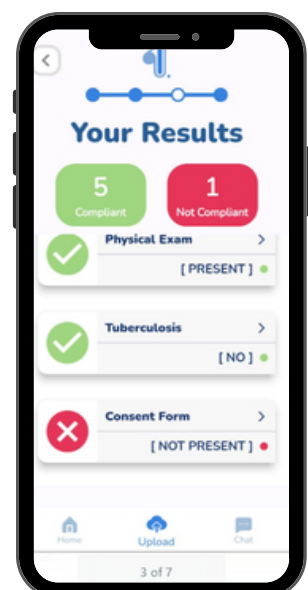 Your Results
5
Compliant
1
Not Compliant
Physical Exam
[ PRESENT ]
Tuberculosis
[ NO ]
Consent Form
[ NOT PRESENT ]
Home
Upload
Chat
3 of 7